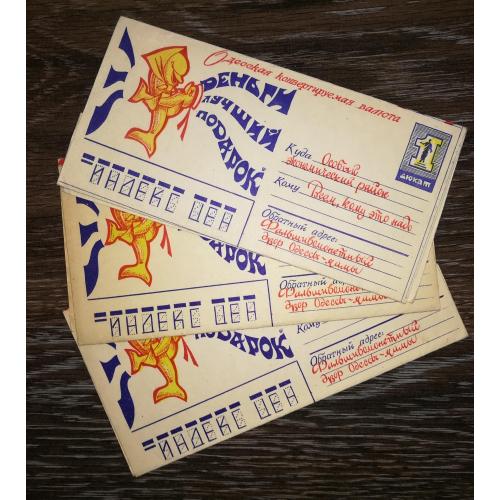 Одесская конвертируемая валюта
ДЕНЬГИ
ЛУЧШИЙ
ПОДАРОК
1
дюкат
Куда Особый
экономический район
Кому Всем, кому это надо
Обратный адрес:
Фальшивомонетный
двор Одессы-мамы
ИНДЕКС ЦЕН
ПОДАРОК
Обратный адрес:
Фальшивомонетный
двор Одессы-мамы
ИНДЕКС ЦЕН
ПОДАРОК
Кому
Обратный адрес:
Фальшивомонетный
двор Одессы-мамы
ИНДЕКС ЦЕН